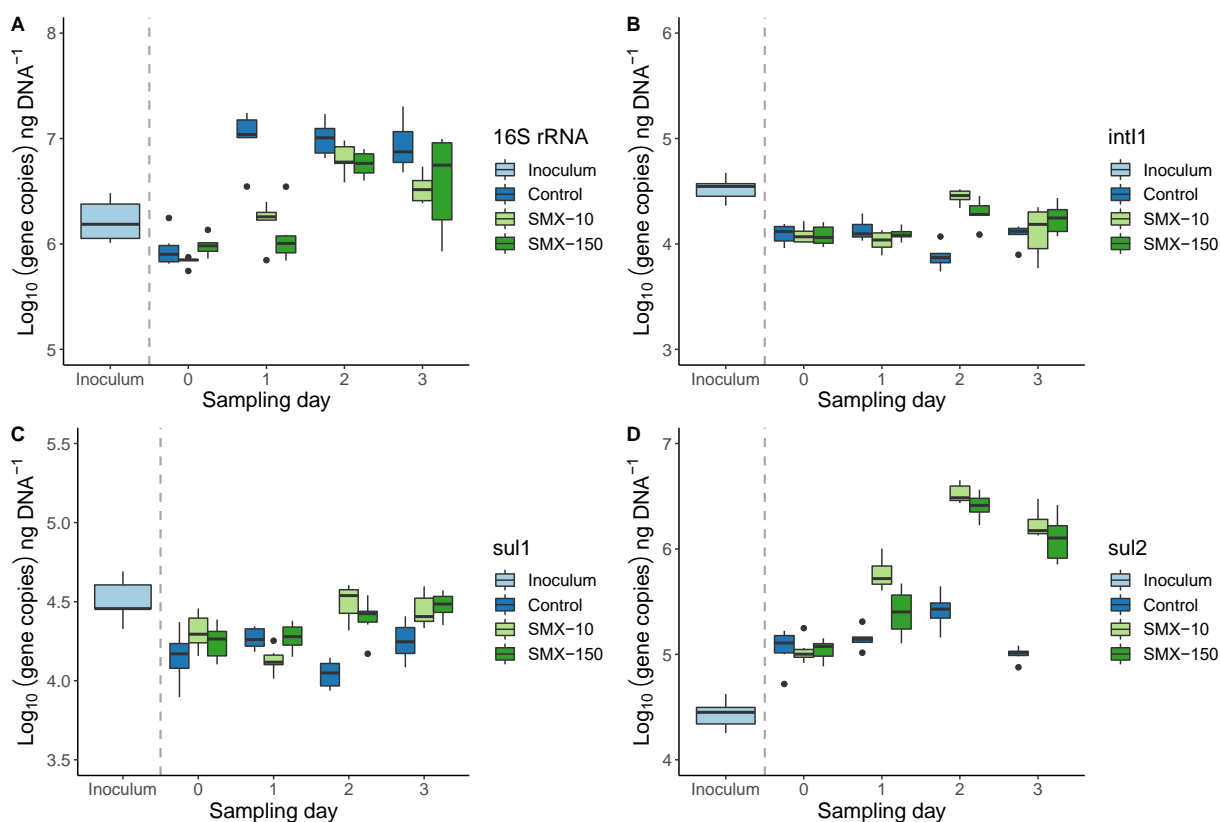 A
Log₁₀ (gene copies) ng DNA⁻¹
8
7
6
5
Inoculum 0 1 2 3
Sampling day
16S rRNA
Inoculum
Control
SMX−10
SMX−150
B
Log₁₀ (gene copies) ng DNA⁻¹
6
5
4
3
Inoculum 0 1 2 3
Sampling day
intI1
Inoculum
Control
SMX−10
SMX−150
C
Log₁₀ (gene copies) ng DNA⁻¹
5.5
5.0
4.5
4.0
3.5
Inoculum 0 1 2 3
Sampling day
sul1
Inoculum
Control
SMX−10
SMX−150
D
Log₁₀ (gene copies) ng DNA⁻¹
7
6
5
4
Inoculum 0 1 2 3
Sampling day
sul2
Inoculum
Control
SMX−10
SMX−150